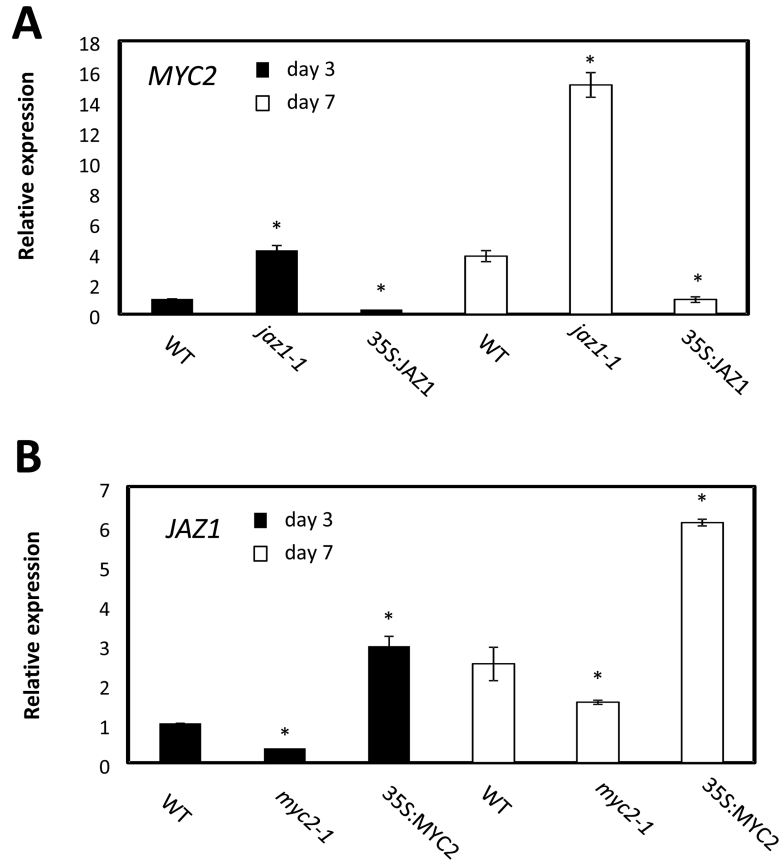 A
Relative expression
18
16
14
12
10
8
6
4
2
0
MYC2
day 3
day 7
*
*
*
*
WT
jaz1-1
35S:JAZ1
WT
jaz1-1
35S:JAZ1
B
Relative expression
7
6
5
4
3
2
1
0
JAZ1
day 3
day 7
*
*
*
*
WT
myc2-1
35S:MYC2
WT
myc2-1
35S:MYC2